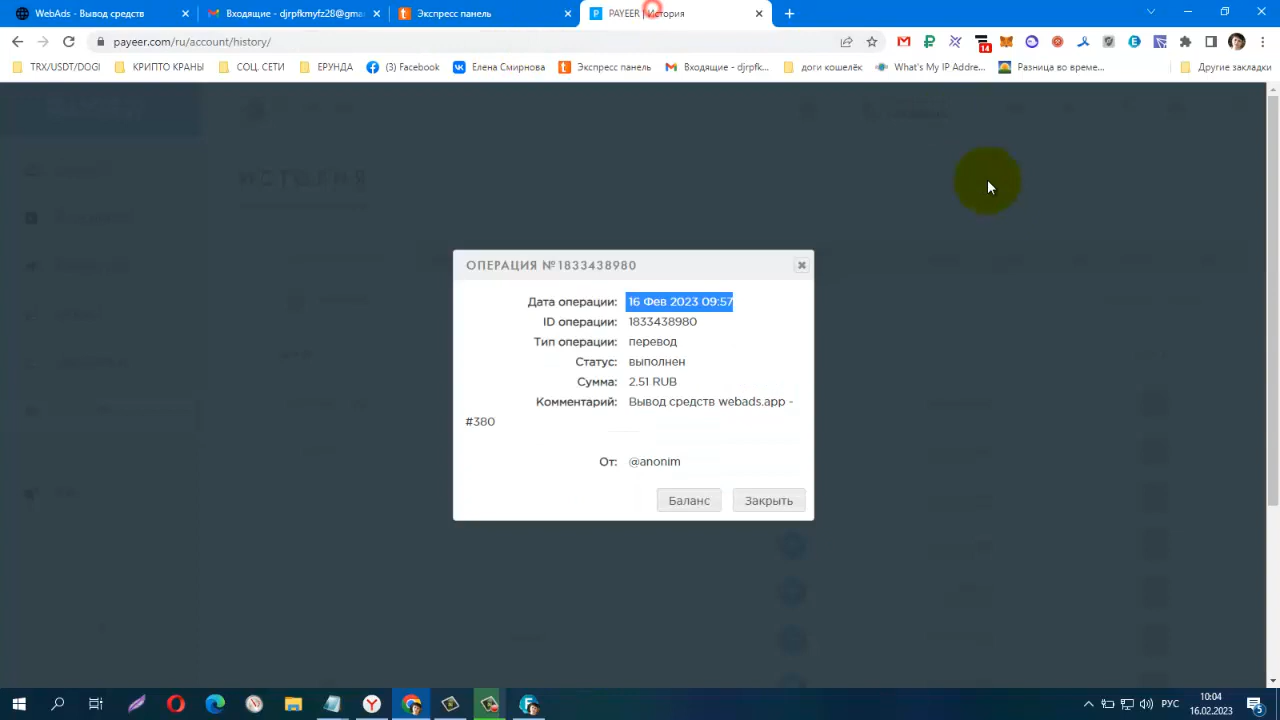 WebAds - Вывод средств
Входящие - djrpfkmyfz28@gma
Экспресс панель
PAYEER | История
payeer.com/ru/account/history/
14
TRX/USDT/DOGI
КРИПТО КРАНЫ
СОЦ. СЕТИ
ЕРУНДА
(3) Facebook
Елена Смирнова
Экспресс панель
Входящие - djrpfk...
доги кошелёк
What's My IP Addre...
Разница во време...
Другие закладки
ИСТОРИЯ
ОПЕРАЦИЯ №1833438980
Дата операции: 16 Фев 2023 09:57
ID операции: 1833438980
Тип операции: перевод
Статус: выполнен
Сумма: 2.51 RUB
Комментарий: Вывод средств webads.app -
#380
От: @anonim
Баланс
Закрыть
РУС
10:04
16.02.2023
5